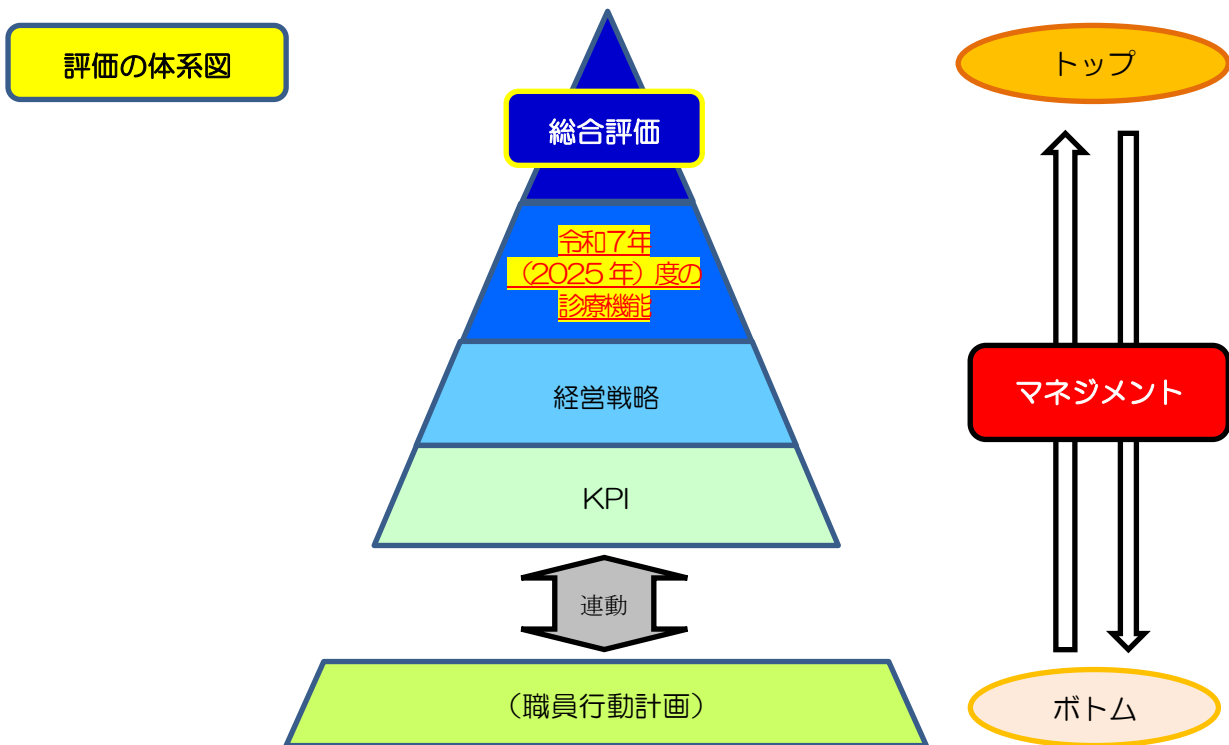 評価の体系図
トップ
総合評価
令和７年
（2025年）度の
診療機能
経営戦略
マネジメント
KPI
連動
（職員行動計画）
ボトム